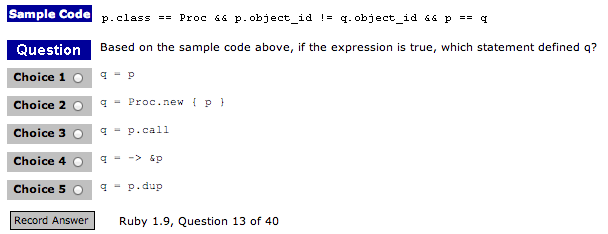 Sample Code p.class == Proc && p.object_id != q.object_id && p == q
Question Based on the sample code above, if the expression is true, which statement defined q?
Choice 1 q = p
Choice 2 q = Proc.new { p }
Choice 3 q = p.call
Choice 4 q = -> &p
Choice 5 q = p.dup
Record Answer Ruby 1.9, Question 13 of 40